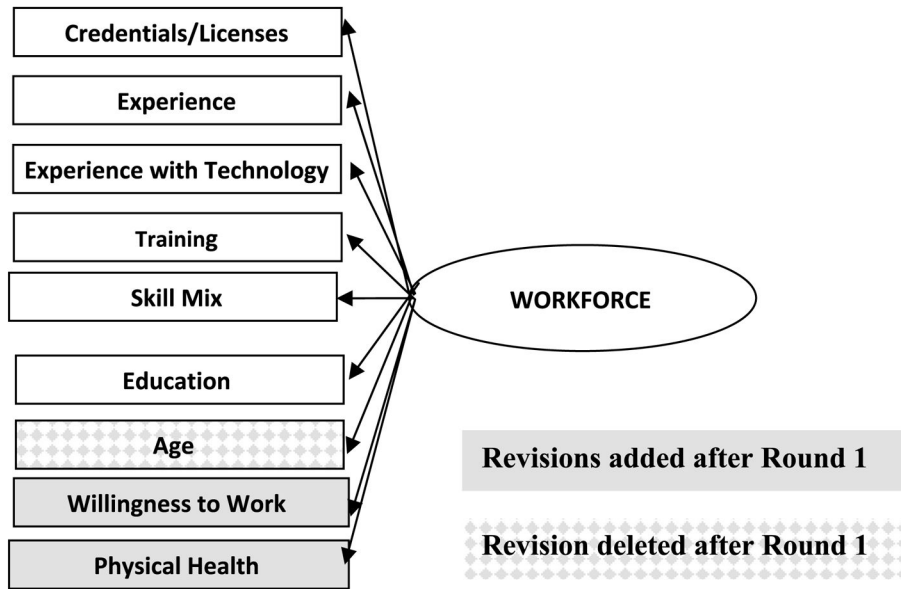 Credentials/Licenses
Experience
Experience with Technology
Training
Skill Mix
WORKFORCE
Education
Age
Willingness to Work
Physical Health
Revisions added after Round 1
Revision deleted after Round 1